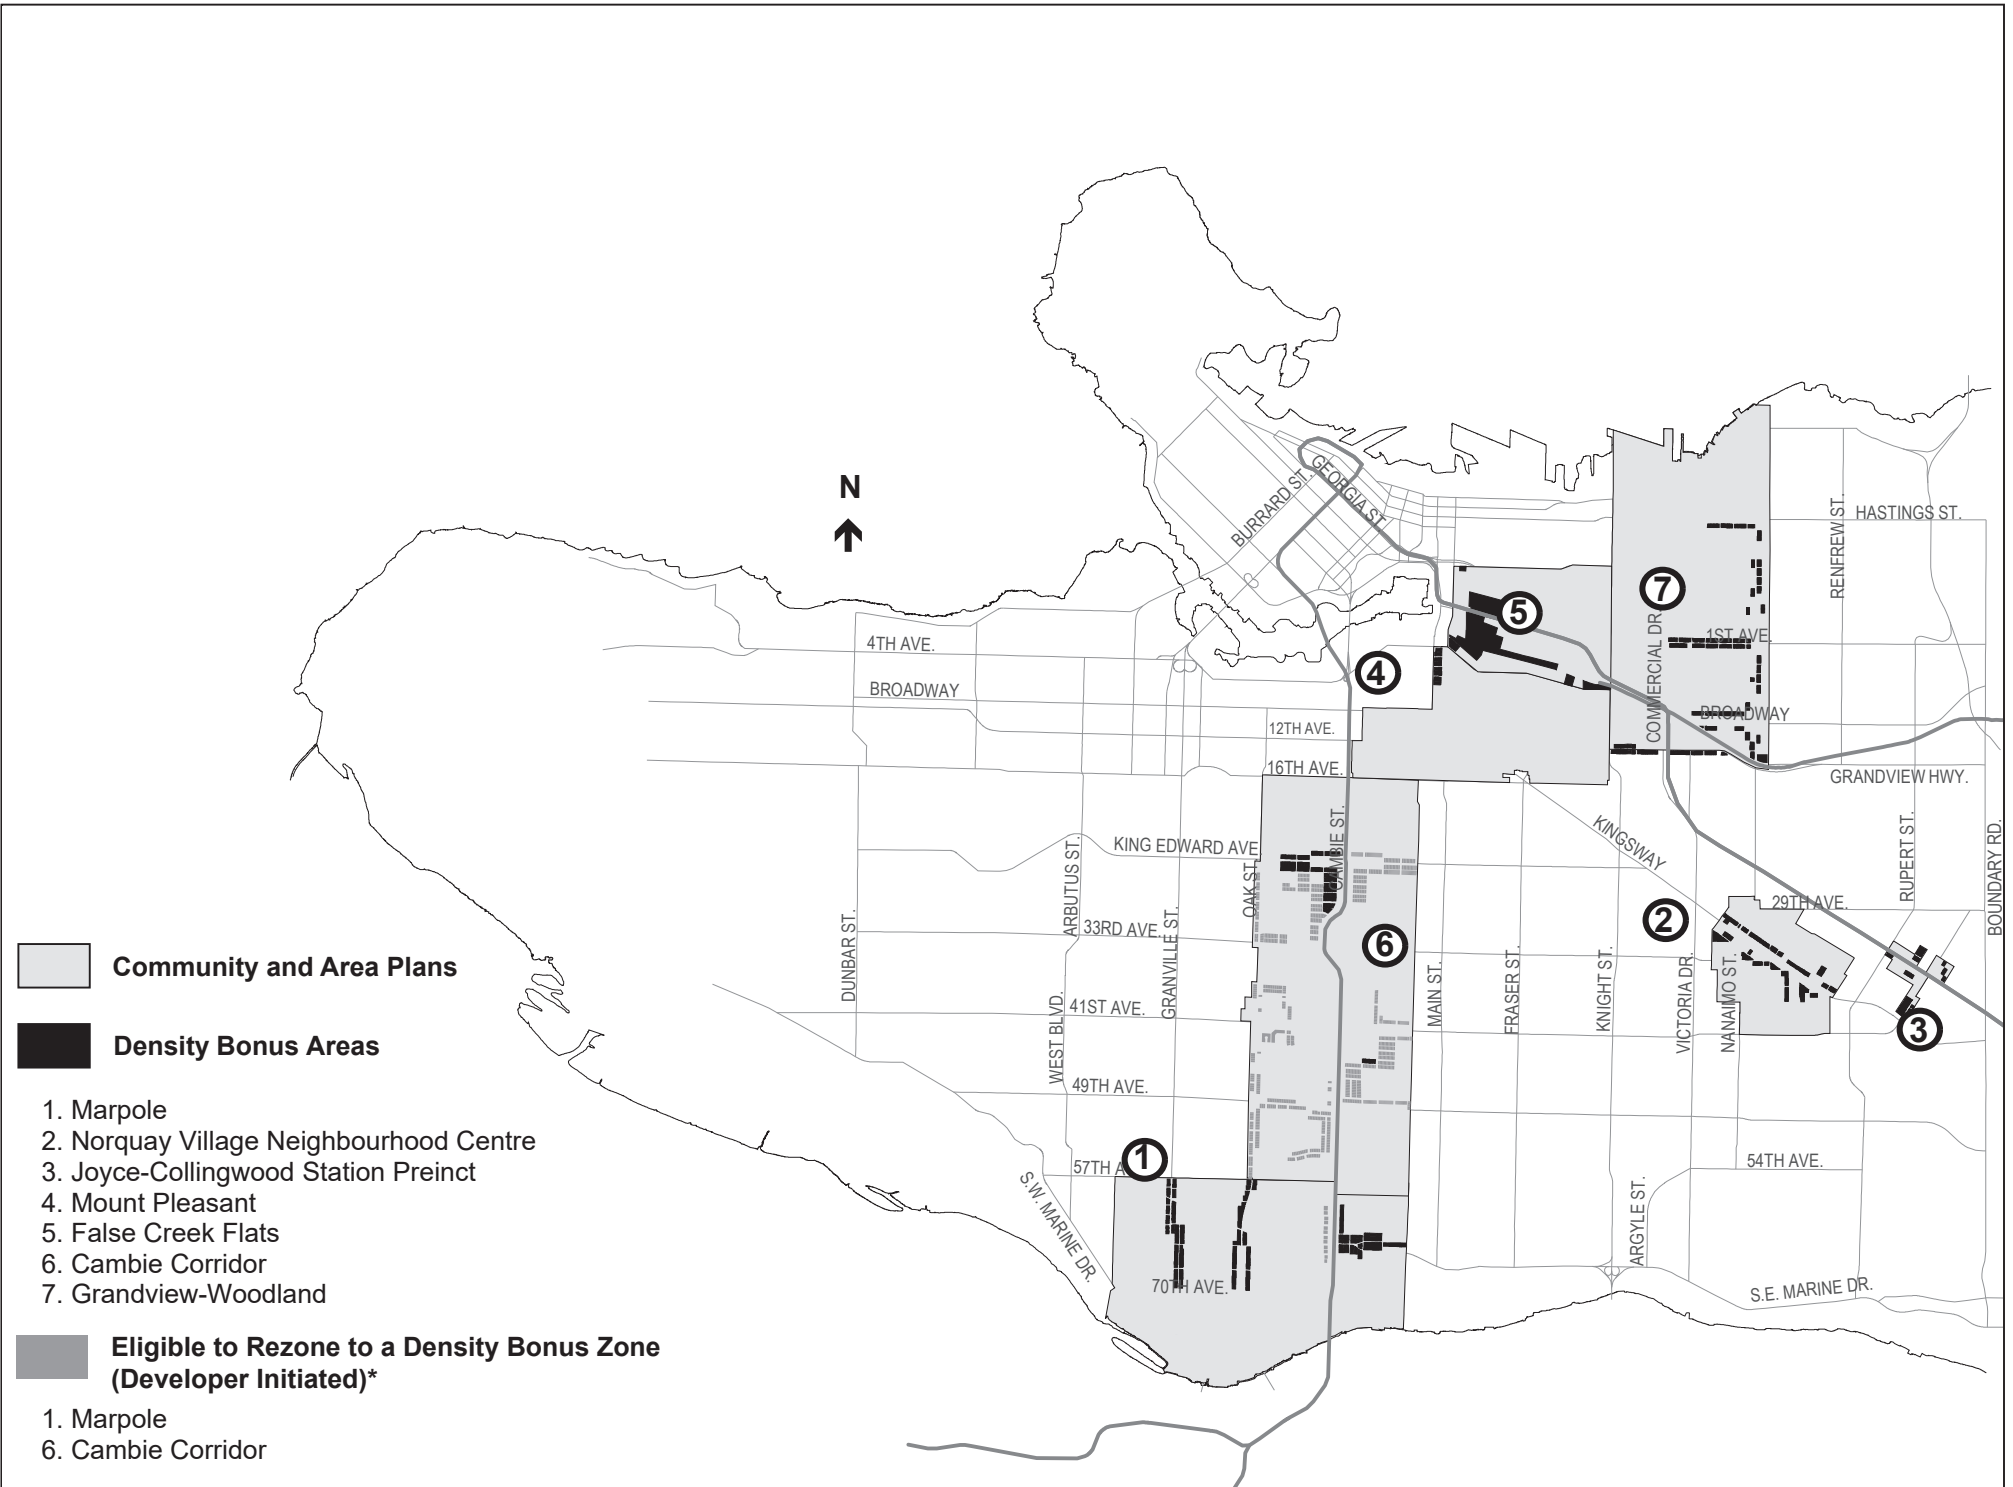 N
BURRARD ST.
GEORGIA ST
HASTINGS ST.
RENFREW ST.
7
5
COMMERCIAL DR.
1ST AVE.
4TH AVE.
4
BROADWAY
BROADWAY
12TH AVE.
16TH AVE.
GRANDVIEW HWY.
KINGSWAY
KING EDWARD AVE
CAMBIE ST.
OAK ST.
ARBUTUS ST.
RUPERT ST.
BOUNDARY RD.
29TH AVE.
2
33RD AVE.
DUNBAR ST.
GRANVILLE ST.
6
MAIN ST.
FRASER ST.
KNIGHT ST.
VICTORIA DR.
NANAIMO ST.
3
41ST AVE.
WEST BLVD.
49TH AVE.
1
57TH A
54TH AVE.
S.W. MARINE DR.
ARGYLE ST.
70TH AVE.
S.E. MARINE DR.
Community and Area Plans
Density Bonus Areas
1. Marpole
2. Norquay Village Neighbourhood Centre
3. Joyce-Collingwood Station Preinct
4. Mount Pleasant
5. False Creek Flats
6. Cambie Corridor
7. Grandview-Woodland
Eligible to Rezone to a Density Bonus Zone
(Developer Initiated)*
1. Marpole
6. Cambie Corridor